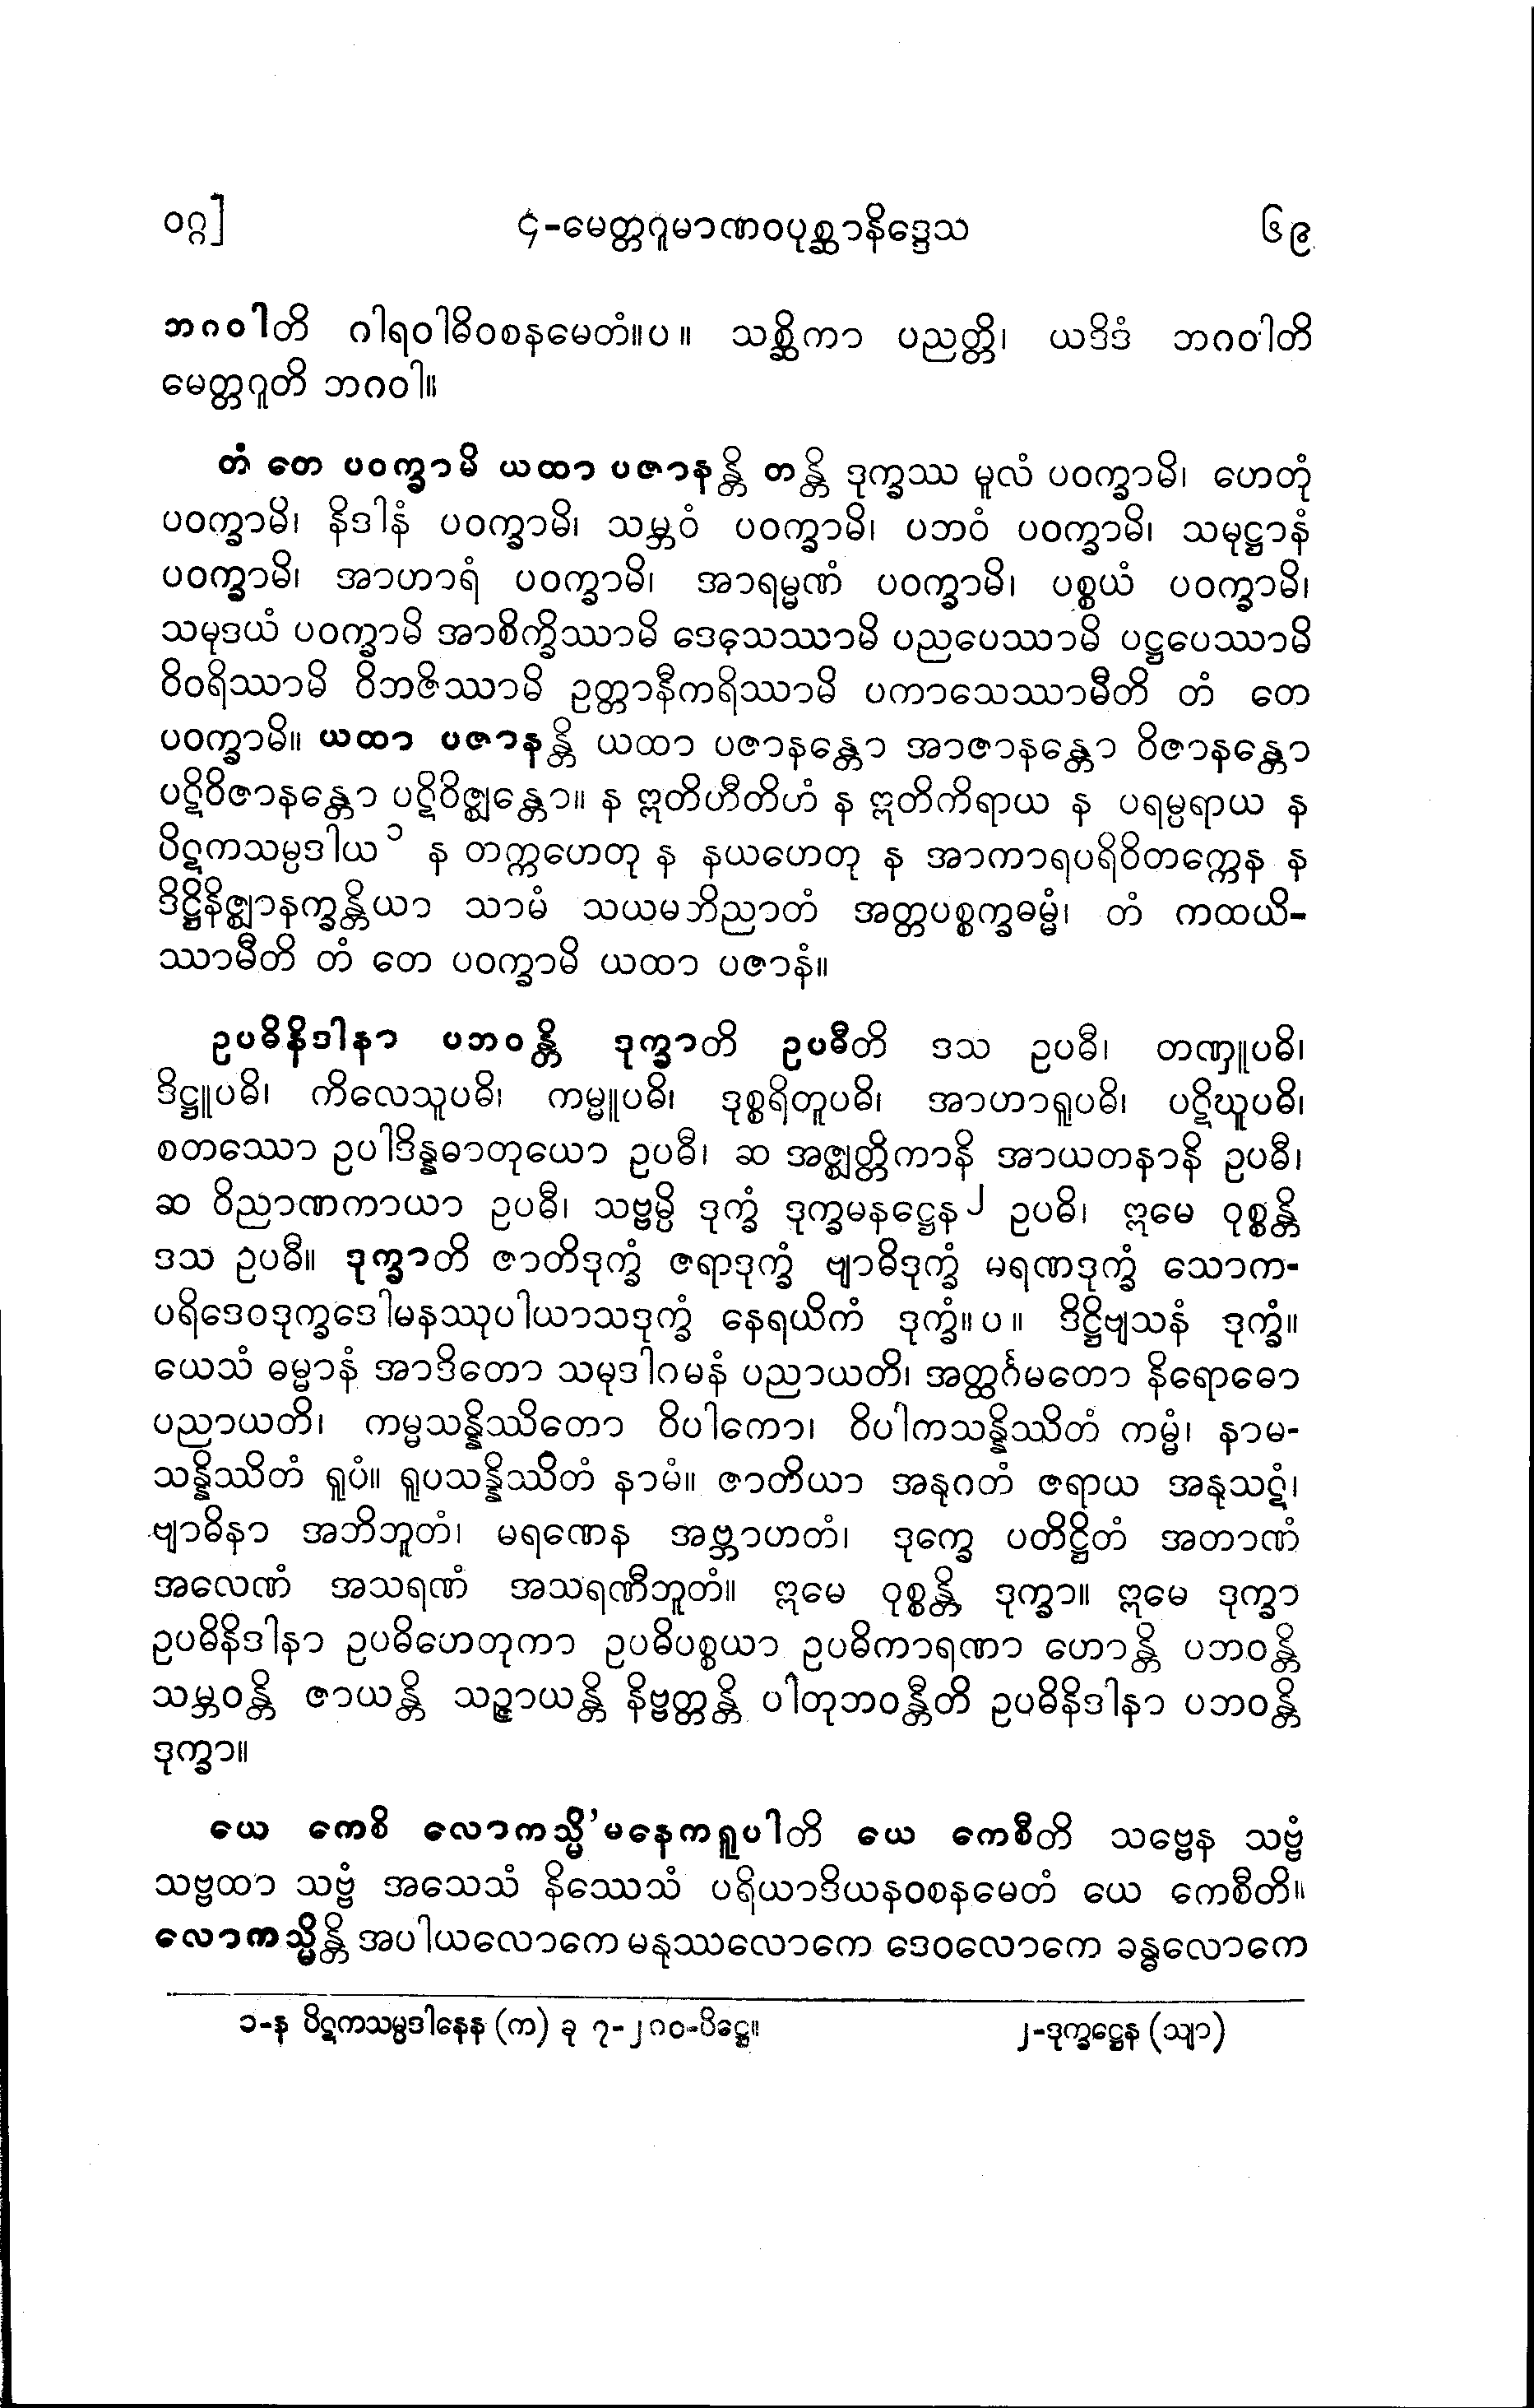 ဝဂ္ဂ]
၄-မေတ္တဂူမာဏဝပုစ္ဆာနိဒ္ဒေသ
၆၉
ဘဂဝါတိ ဂါရဝါဓိဝစနမေတံ။ပ။ သစ္ဆိကာ ပညတ္တိ၊ ယဒိဒံ ဘဂဝါတိ
မေတ္တဂူတိ ဘဂဝါ။
တံ တေ ပဝက္ခာမိ ယထာ ပဇာနန္တိ တန္တိ ဒုက္ခဿ မူလံ ပဝက္ခာမိ၊ ဟေတုံ
ပဝက္ခာမိ၊ နိဒါနံ ပဝက္ခာမိ၊ သမ္ဘဝံ ပဝက္ခာမိ၊ ပဘဝံ ပဝက္ခာမိ၊ သမုဋ္ဌာနံ
ပဝက္ခာမိ၊ အာဟာရံ ပဝက္ခာမိ၊ အာရမ္မဏံ ပဝက္ခာမိ၊ ပစ္စယံ ပဝက္ခာမိ၊
သမုဒယံ ပဝက္ခာမိ အာစိက္ခိဿာမိ ဒေသေဿာမိ ပညပေဿာမိ ပဋ္ဌပေဿာမိ
ဝိဝရိဿာမိ ဝိဘဇိဿာမိ ဥတ္တာနီကရိဿာမိ ပကာသေဿာမီတိ တံ တေ
ပဝက္ခာမိ။ ယထာ ပဇာနန္တိ ယထာ ပဇာနန္တော အာဇာနန္တော ဝိဇာနန္တော
ပဋိဝိဇာနန္တော ပဋိဝိဇ္ဈန္တော။ န ဣတိဟီတိဟံ န ဣတိကိရာယ န ပရမ္ပရာယ န
ပိဋကသမ္ပဒါယ၁ န တက္ကဟေတု န နယဟေတု န အာကာရပရိဝိတက္ကေန န
ဒိဋ္ဌိနိဇ္ဈာနက္ခန္တိယာ သာမံ သယမဘိညာတံ အတ္တပစ္စက္ခဓမ္မံ၊ တံ ကထယိ-
ဿာမီတိ တံ တေ ပဝက္ခာမိ ယထာ ပဇာနံ။
ဥပဓိနိဒါနာ ပဘဝန္တိ ဒုက္ခာတိ ဥပဓီတိ ဒသ ဥပဓီ၊ တဏှူပဓိ၊
ဒိဋ္ဌူပဓိ၊ ကိလေသူပဓိ၊ ကမ္မူပဓိ၊ ဒုစ္စရိတူပဓိ၊ အာဟာရူပဓိ၊ ပဋိဃူပဓိ၊
စတဿော ဥပါဒိန္နဓာတုယော ဥပဓီ၊ ဆ အဇ္ဈတ္တိကာနိ အာယတနာနိ ဥပဓီ၊
ဆ ဝိညာဏကာယာ ဥပဓီ၊ သဗ္ဗမ္ပိ ဒုက္ခံ ဒုက္ခမနဋ္ဌေန၂ ဥပဓိ၊ ဣမေ ဝုစ္စန္တိ
ဒသ ဥပဓီ။ ဒုက္ခာတိ ဇာတိဒုက္ခံ ဇရာဒုက္ခံ ဗျာဓိဒုက္ခံ မရဏဒုက္ခံ သောက-
ပရိဒေဝဒုက္ခဒေါမနဿုပါယာသဒုက္ခံ နေရယိကံ ဒုက္ခံ။ပ။ ဒိဋ္ဌိဗျသနံ ဒုက္ခံ။
ယေသံ ဓမ္မာနံ အာဒိတော သမုဒါဂမနံ ပညာယတိ၊ အတ္ထင်္ဂမတော နိရောဓော
ပညာယတိ၊ ကမ္မသန္နိဿိတော ဝိပါကော၊ ဝိပါကသန္နိဿိတံ ကမ္မံ၊ နာမ-
သန္နိဿိတံ ရူပံ။ ရူပသန္နိဿိတံ နာမံ။ ဇာတိယာ အနုဂတံ ဇရာယ အနုသဋံ၊
ဗျာဓိနာ အဘိဘူတံ၊ မရဏေန အဗ္ဘာဟတံ၊ ဒုက္ခေ ပတိဋ္ဌိတံ အတာဏံ
အလေဏံ အသရဏံ အသရဏီဘူတံ။ ဣမေ ဝုစ္စန္တိ ဒုက္ခာ။ ဣမေ ဒုက္ခာ
ဥပဓိနိဒါနာ ဥပဓိဟေတုကာ ဥပဓိပစ္စယာ ဥပဓိကာရဏာ ဟောန္တိ ပဘဝန္တိ
သမ္ဘဝန္တိ ဇာယန္တိ သဉ္ဇာယန္တိ နိဗ္ဗတ္တန္တိ ပါတုဘဝန္တီတိ ဥပဓိနိဒါနာ ပဘဝန္တိ
ဒုက္ခာ။
ယေ ကေစိ လောကသ္မိ'မနေကရူပါတိ ယေ ကေစီတိ သဗ္ဗေန သဗ္ဗံ
သဗ္ဗထာ သဗ္ဗံ အသေသံ နိဿေသံ ပရိယာဒိယနဝစနမေတံ ယေ ကေစီတိ။
လောကသ္မိန္တိ အပါယလောကေ မနုဿလောကေ ဒေဝလောကေ ခန္ဓလောကေ
၁-န ပိဋကသမ္ပဒါနေန (က) ခု ၇-၂၈၀-ပိဋ္ဌေ။
၂-ဒုက္ခဋ္ဌေန (သျာ)